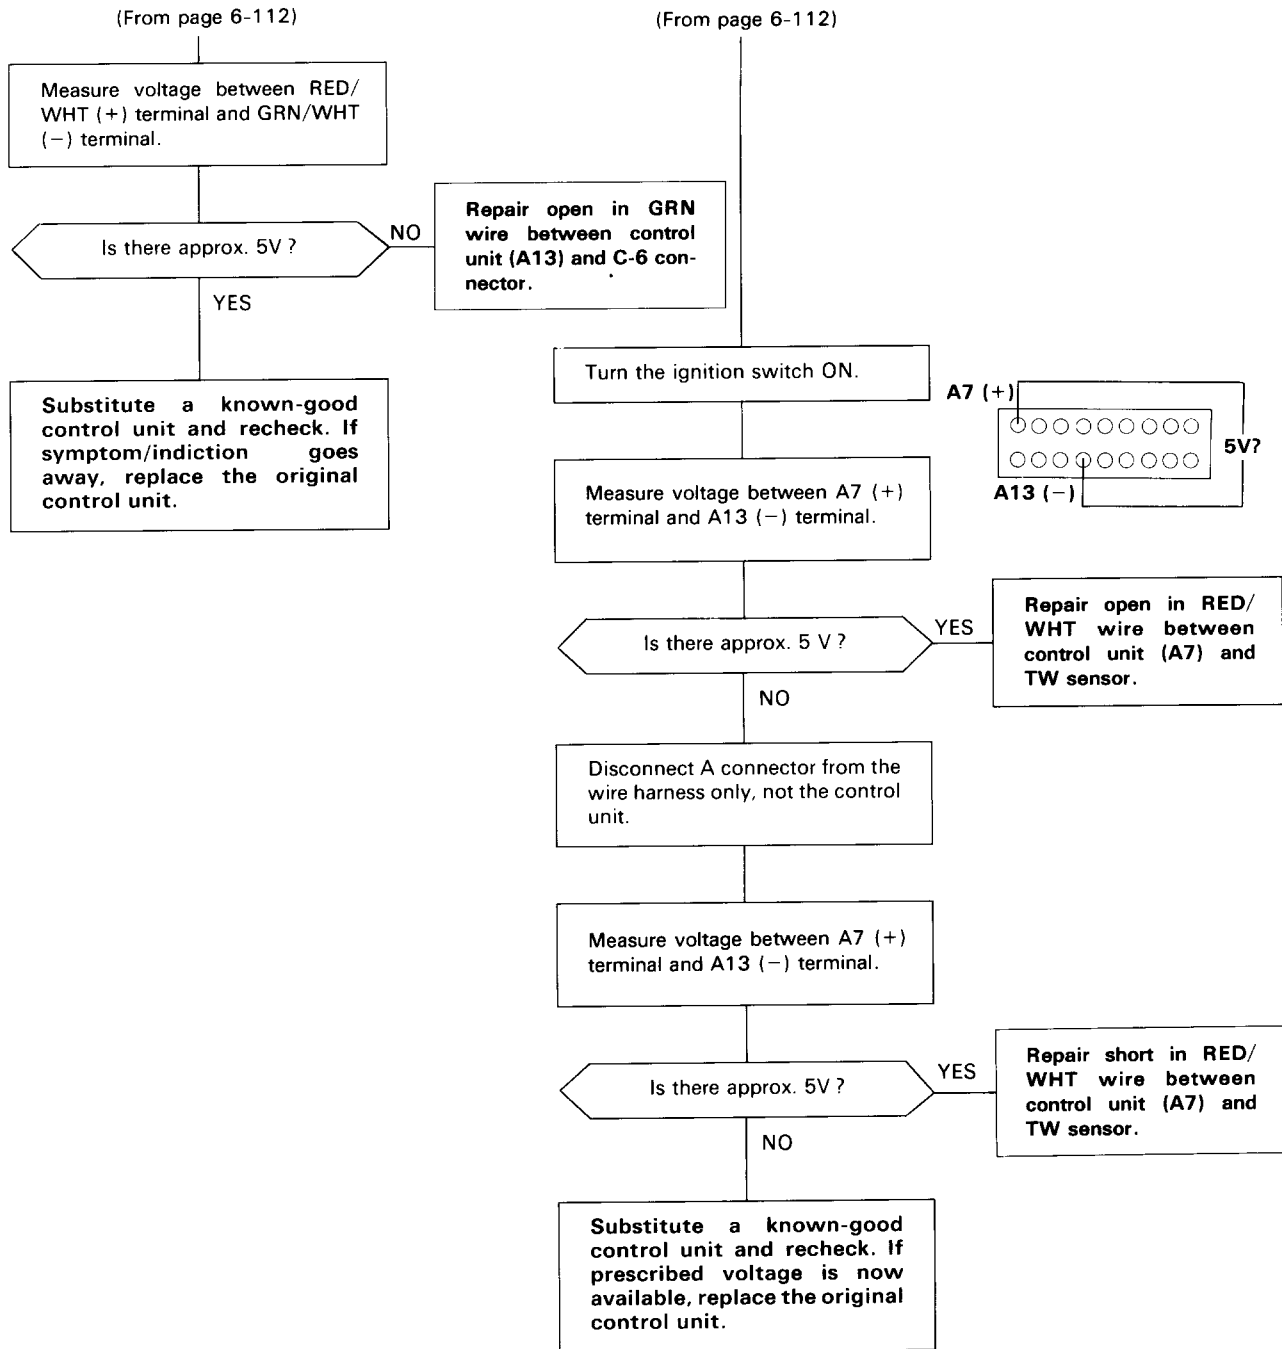 (From page 6-112)
Measure voltage between RED/
WHT (+) terminal and GRN/WHT
(−) terminal.
Is there approx. 5V ?
NO
Repair open in GRN
wire between control
unit (A13) and C-6 con-
nector.
YES
Substitute a known-good
control unit and recheck. If
symptom/indiction goes
away, replace the original
control unit.
(From page 6-112)
Turn the ignition switch ON.
A7 (+)
5V?
A13 (−)
Measure voltage between A7 (+)
terminal and A13 (−) terminal.
Is there approx. 5 V ?
YES
Repair open in RED/
WHT wire between
control unit (A7) and
TW sensor.
NO
Disconnect A connector from the
wire harness only, not the control
unit.
Measure voltage between A7 (+)
terminal and A13 (−) terminal.
Is there approx. 5V ?
YES
Repair short in RED/
WHT wire between
control unit (A7) and
TW sensor.
NO
Substitute a known-good
control unit and recheck. If
prescribed voltage is now
available, replace the original
control unit.